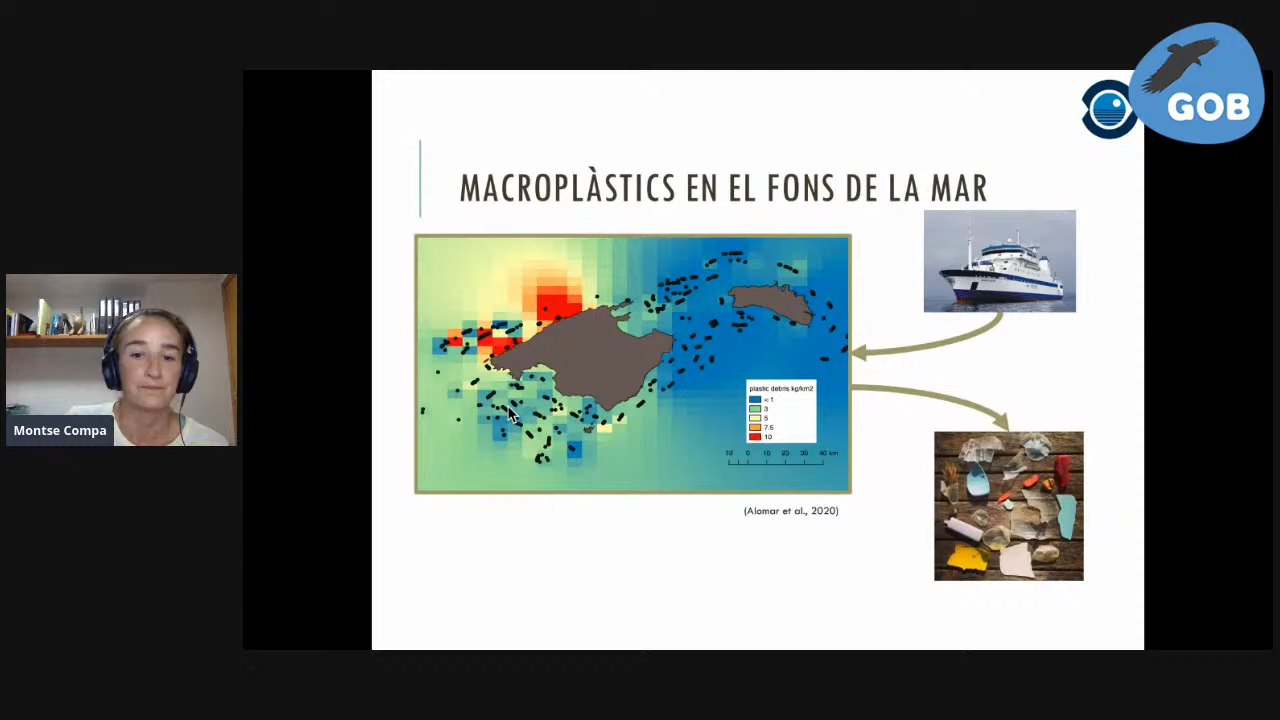 GOB
MACROPLÀSTICS EN EL FONS DE LA MAR
plastic debris kg/km2
< 1
3
5
7.5
10
10 0 10 20 30 40 km
(Alomar et al., 2020)
Montse Compa